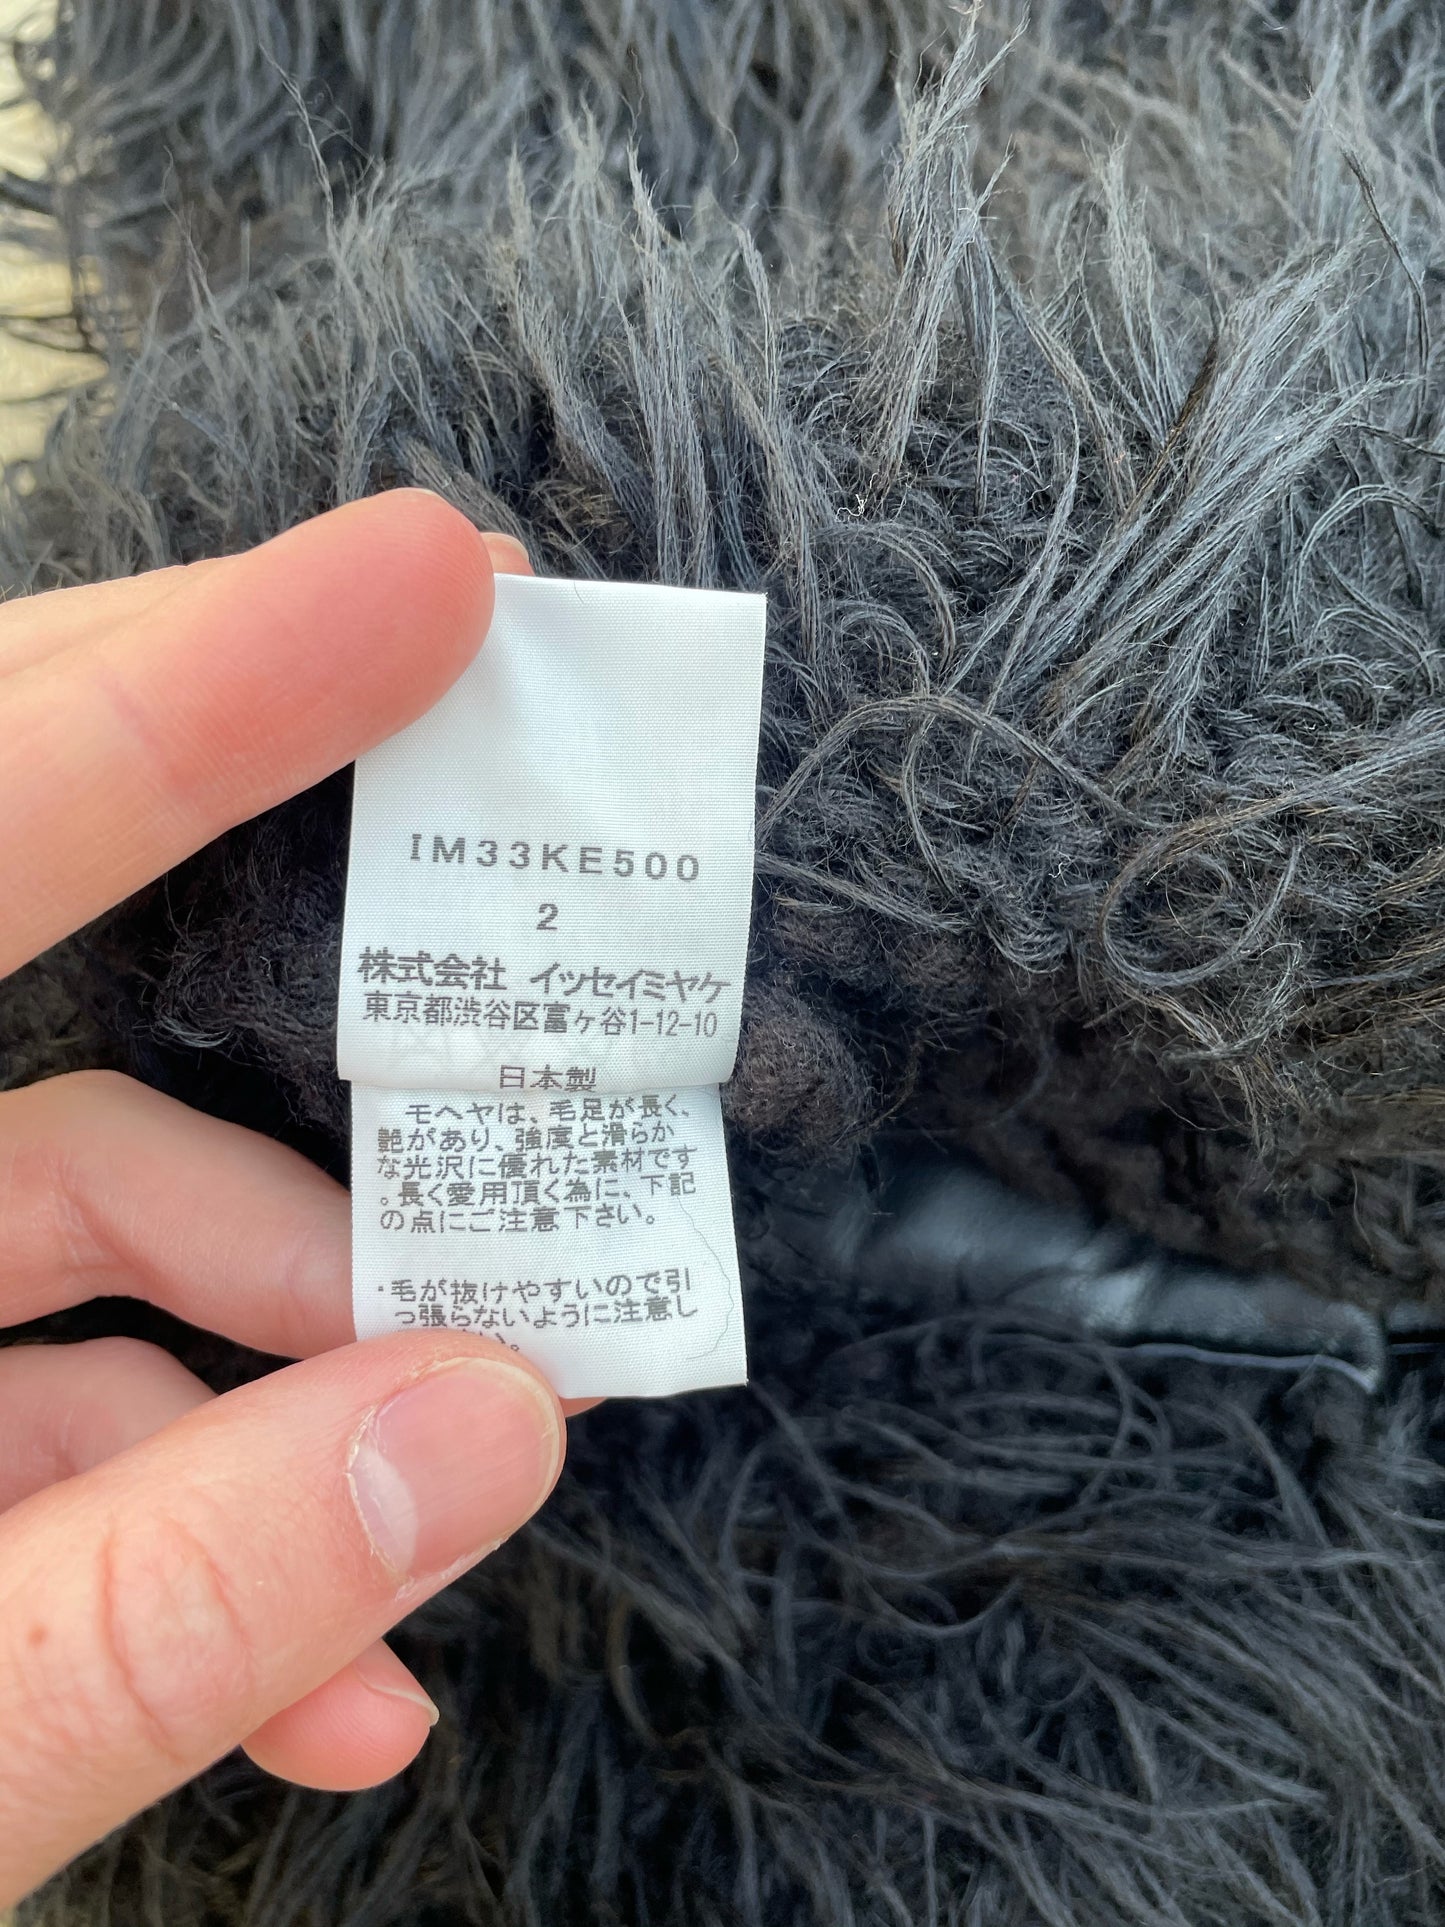 IM33KE500
2
株式会社 イッセイミヤケ
東京都渋谷区富ヶ谷1-12-10
日本製
モヘヤは、毛足が長く、
艶があり、強度と滑らか
な光沢に優れた素材です
。長く愛用頂く為に、下記
の点にご注意下さい。
・毛が抜けやすいので引
っ張らないように注意し
い。